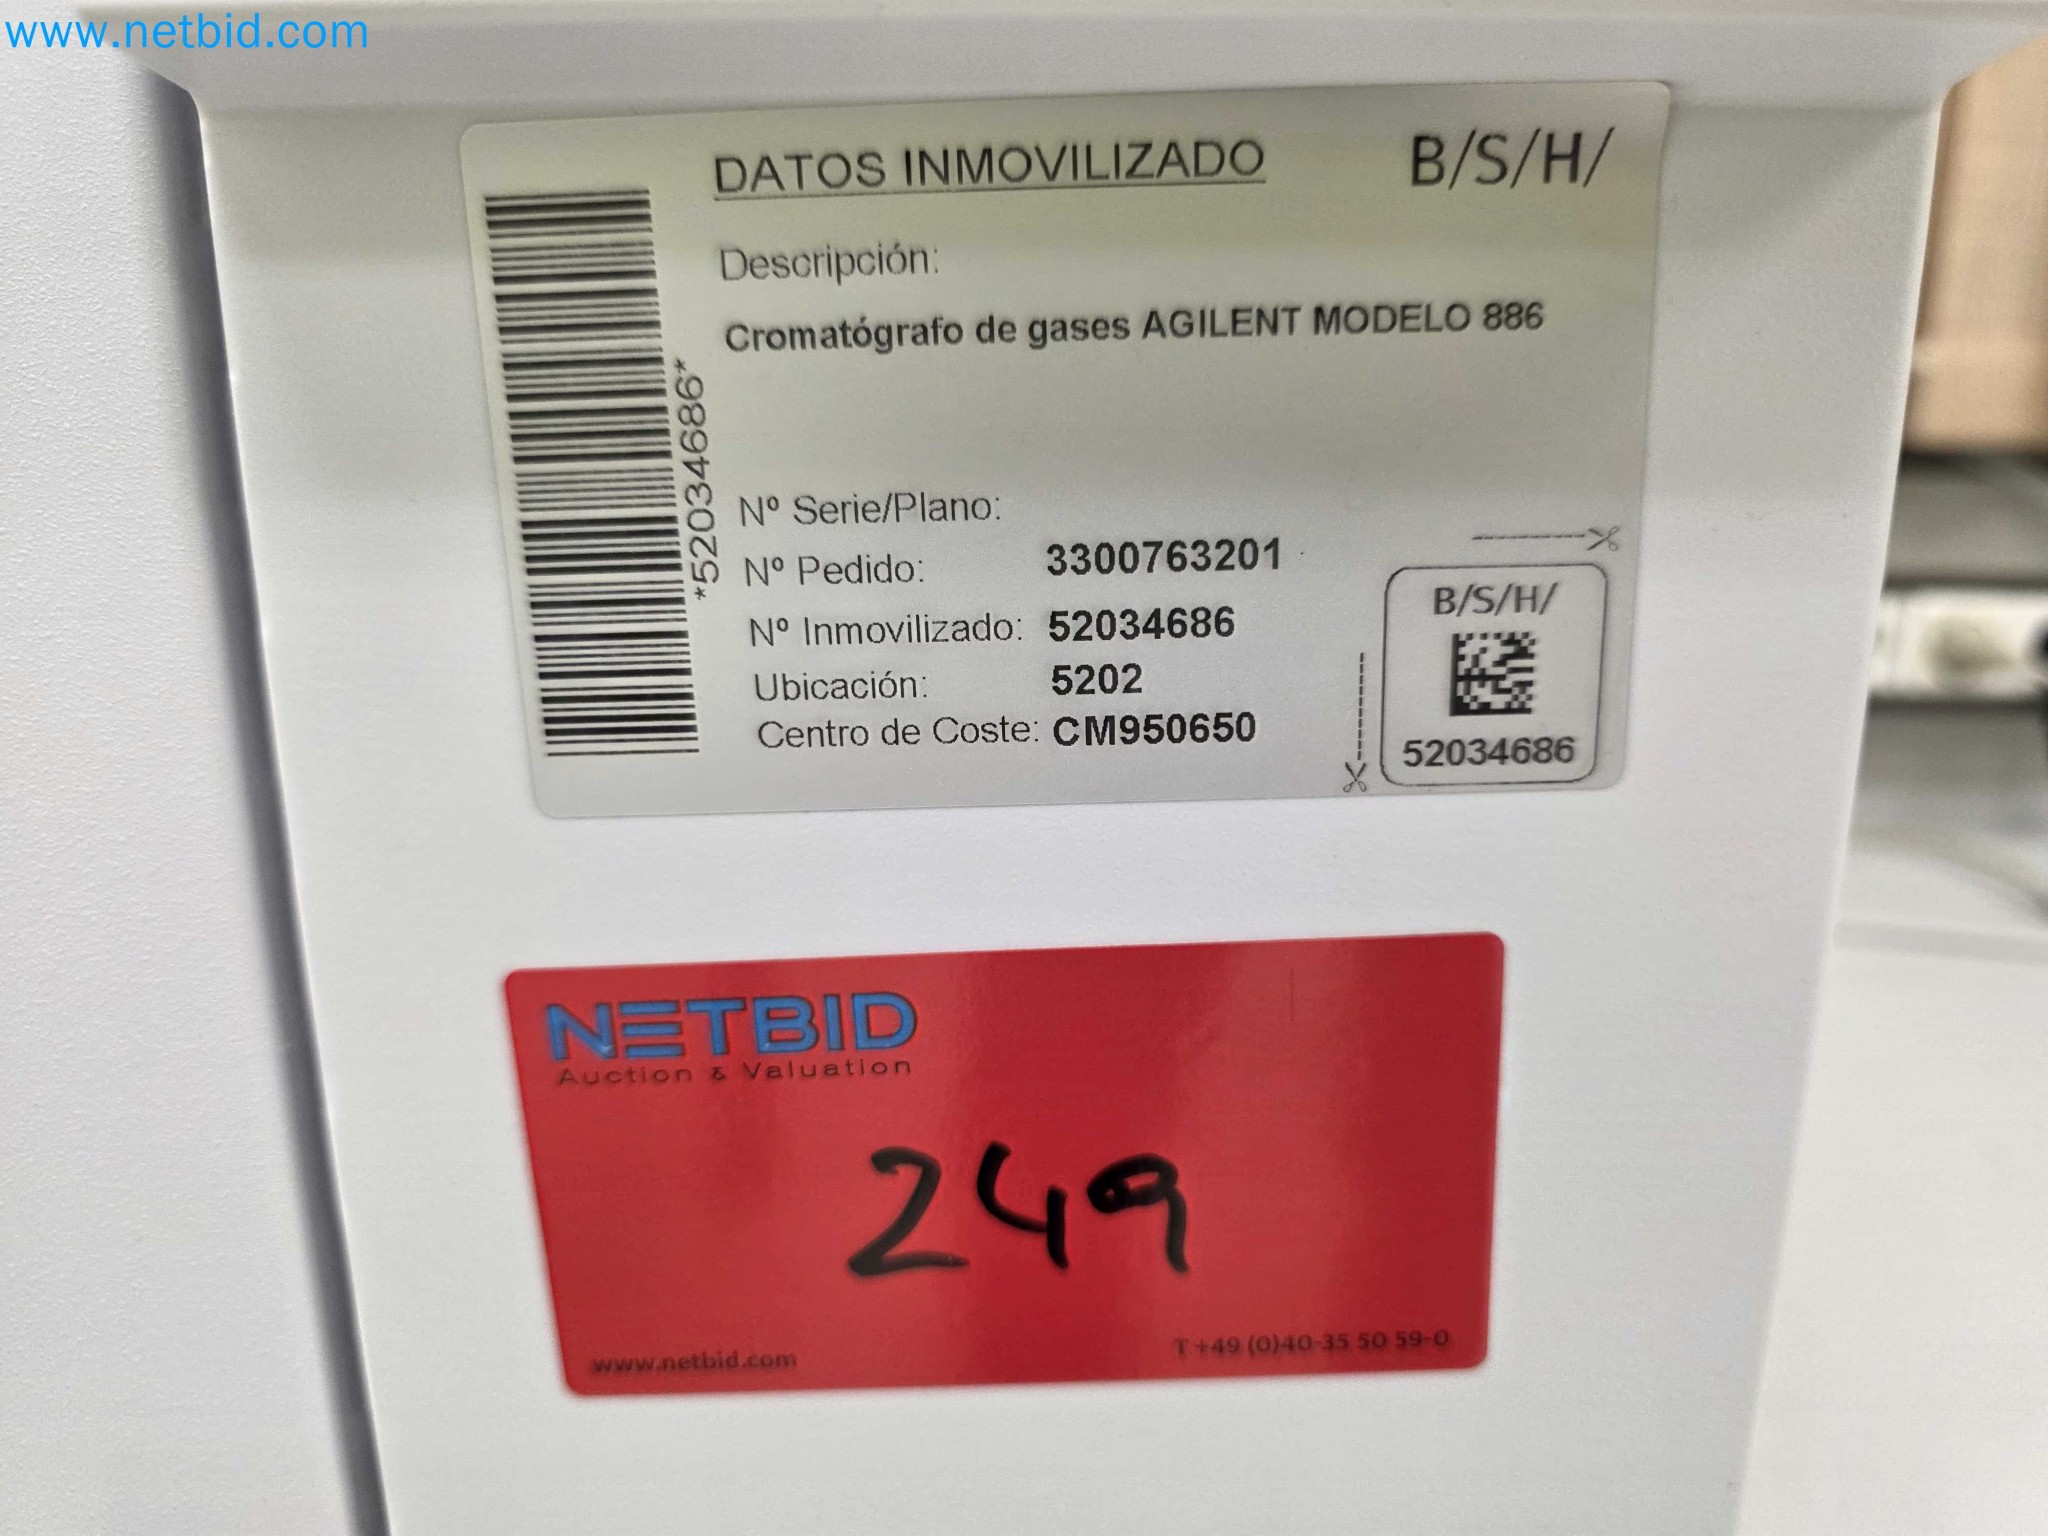 www.netbid.com
DATOS INMOVILIZADO
B/S/H/
Descripción:
Cromatógrafo de gases AGILENT MODELO 886
*52034686*
Nº Serie/Plano:
Nº Pedido: 3300763201
Nº Inmovilizado: 52034686
Ubicación: 5202
Centro de Coste: CM950650
B/S/H/
52034686
NETBID
Auction & Valuation
249
www.netbid.com
T +49 (0)40-35 50 59-0